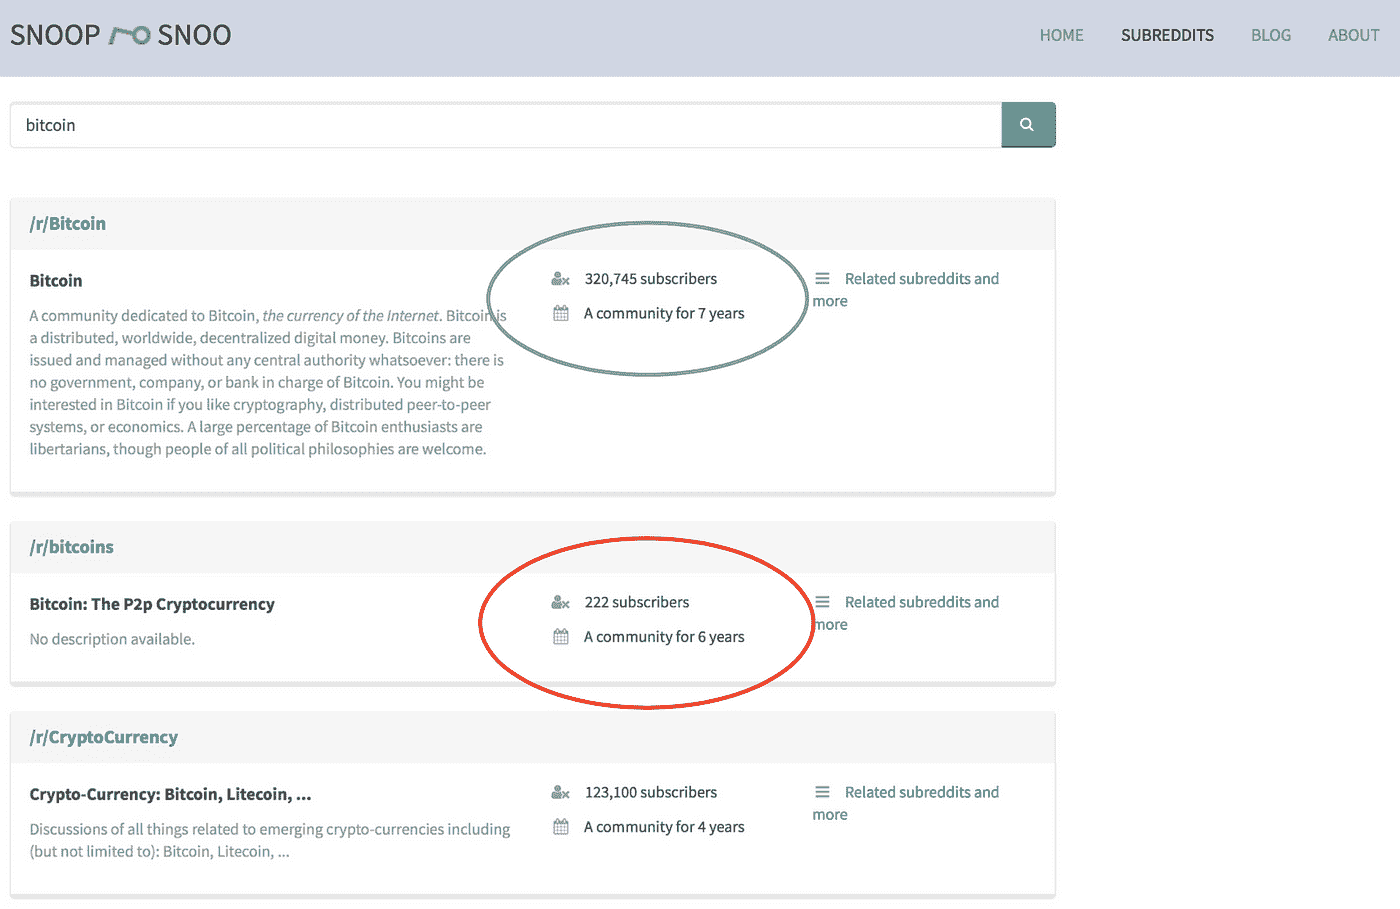 SNOOP SNOO
HOME SUBREDDITS BLOG ABOUT
bitcoin
/r/Bitcoin
Bitcoin
A community dedicated to Bitcoin, the currency of the Internet. Bitcoin is
a distributed, worldwide, decentralized digital money. Bitcoins are
issued and managed without any central authority whatsoever: there is
no government, company, or bank in charge of Bitcoin. You might be
interested in Bitcoin if you like cryptography, distributed peer-to-peer
systems, or economics. A large percentage of Bitcoin enthusiasts are
libertarians, though people of all political philosophies are welcome.
320,745 subscribers
A community for 7 years
Related subreddits and
more
/r/bitcoins
Bitcoin: The P2p Cryptocurrency
No description available.
222 subscribers
A community for 6 years
Related subreddits and
more
/r/CryptoCurrency
Crypto-Currency: Bitcoin, Litecoin, ...
Discussions of all things related to emerging crypto-currencies including
(but not limited to): Bitcoin, Litecoin, ...
123,100 subscribers
A community for 4 years
Related subreddits and
more